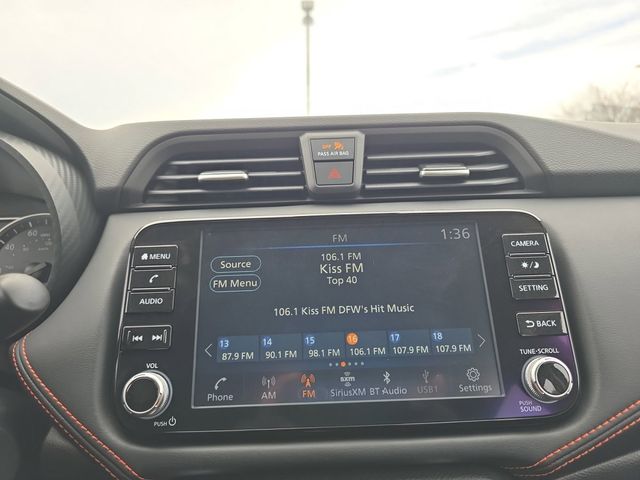 OFF
PASS AIR BAG
60
FM
1:36
MENU
AUDIO
VOL
PUSH
Source
FM Menu
106.1 FM
Kiss FM
Top 40
106.1 Kiss FM DFW's Hit Music
13 14 15 16 17 18
87.9 FM 90.1 FM 98.1 FM 106.1 FM 107.9 FM 107.9 FM
Phone AM FM SiriusXM BT Audio USB1 Settings
sxm
CAMERA
SETTING
BACK
TUNE·SCROLL
PUSH
SOUND